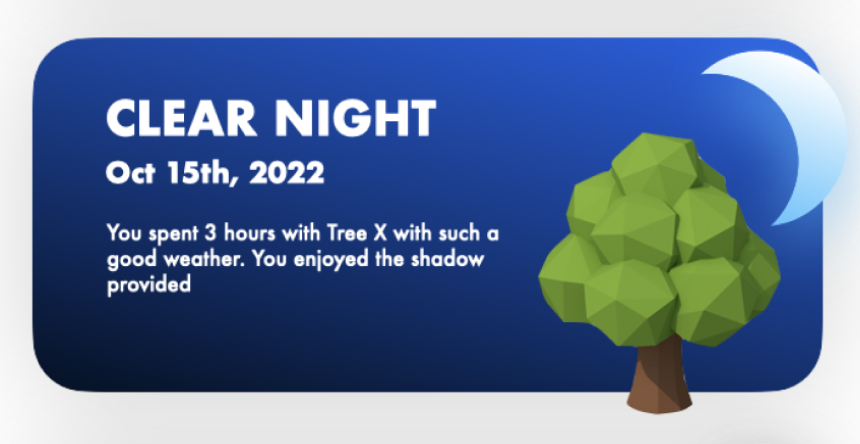 CLEAR NIGHT
Oct 15th, 2022
You spent 3 hours with Tree X with such a
good weather. You enjoyed the shadow
provided